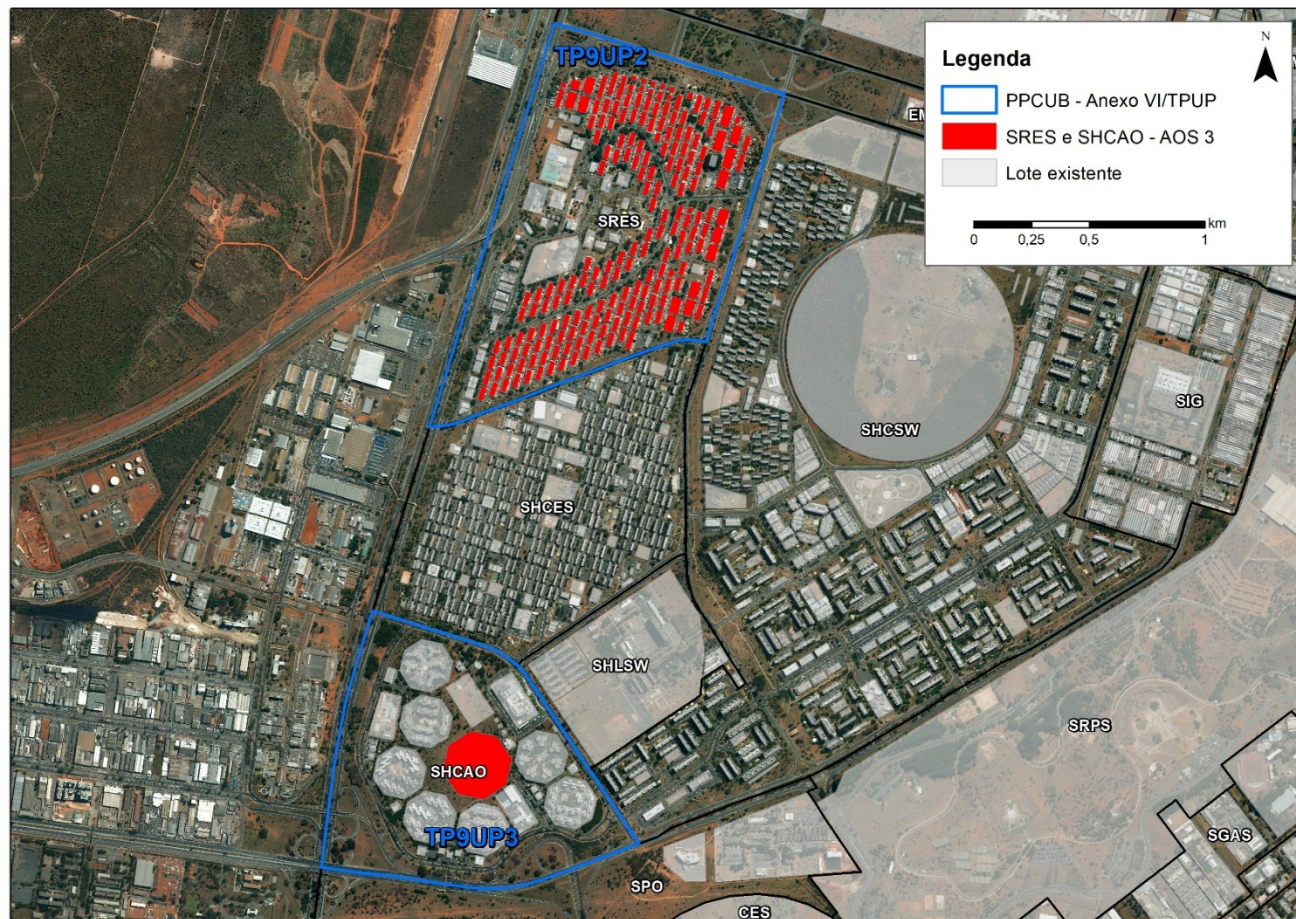 TP9UP2
Legenda
N
PPCUB - Anexo VI/TPUP
SRES e SHCAO - AOS 3
Lote existente
0
0,25
0,5
1
km
SRES
SIG
SHCSW
SHCES
SHLSW
SRPS
SHCAO
TP9UP3
SGAS
SPO
CES